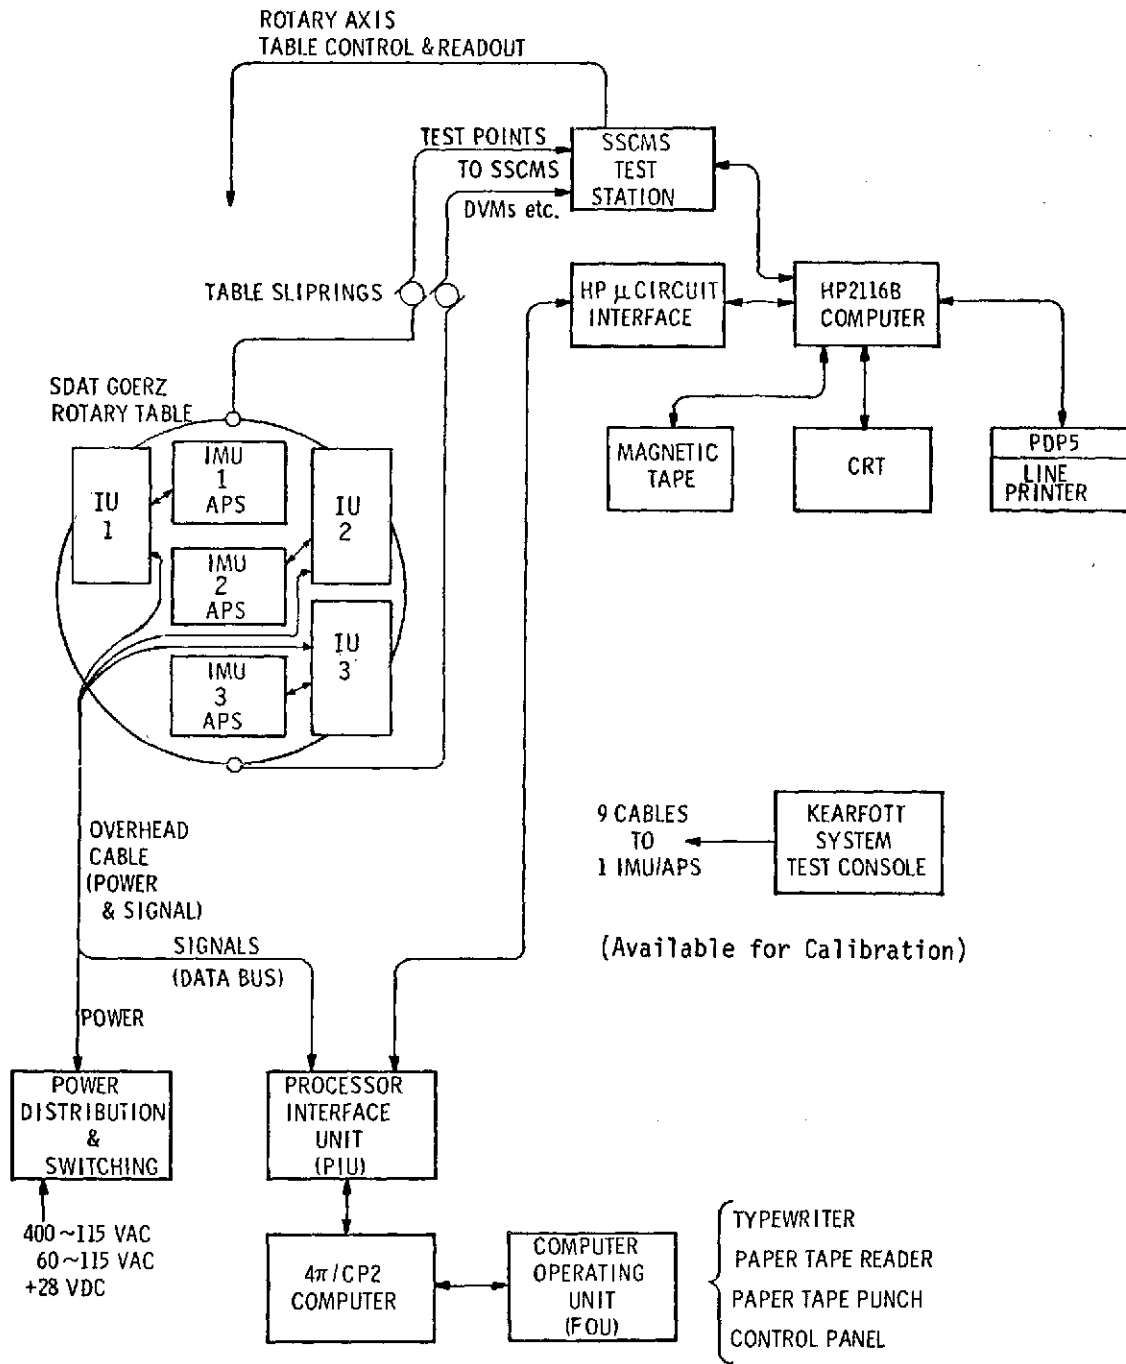 ROTARY AXIS
TABLE CONTROL & READOUT
TEST POINTS
TO SSCMS
DVMs etc.
SSCMS
TEST
STATION
TABLE SLIPRINGS
HP μ CIRCUIT
INTERFACE
HP2116B
COMPUTER
SDAT GOERZ
ROTARY TABLE
MAGNETIC
TAPE
CRT
PDP5
LINE
PRINTER
IU
1
IMU
1
APS
IU
2
IMU
2
APS
IU
3
IMU
3
APS
OVERHEAD
CABLE
(POWER
& SIGNAL)
9 CABLES
TO
1 IMU/APS
KEARFOTT
SYSTEM
TEST CONSOLE
(Available for Calibration)
SIGNALS
(DATA BUS)
POWER
POWER
DISTRIBUTION
&
SWITCHING
PROCESSOR
INTERFACE
UNIT
(PIU)
400~115 VAC
60~115 VAC
+28 VDC
4π/CP2
COMPUTER
COMPUTER
OPERATING
UNIT
(FOU)
TYPEWRITER
PAPER TAPE READER
PAPER TAPE PUNCH
CONTROL PANEL